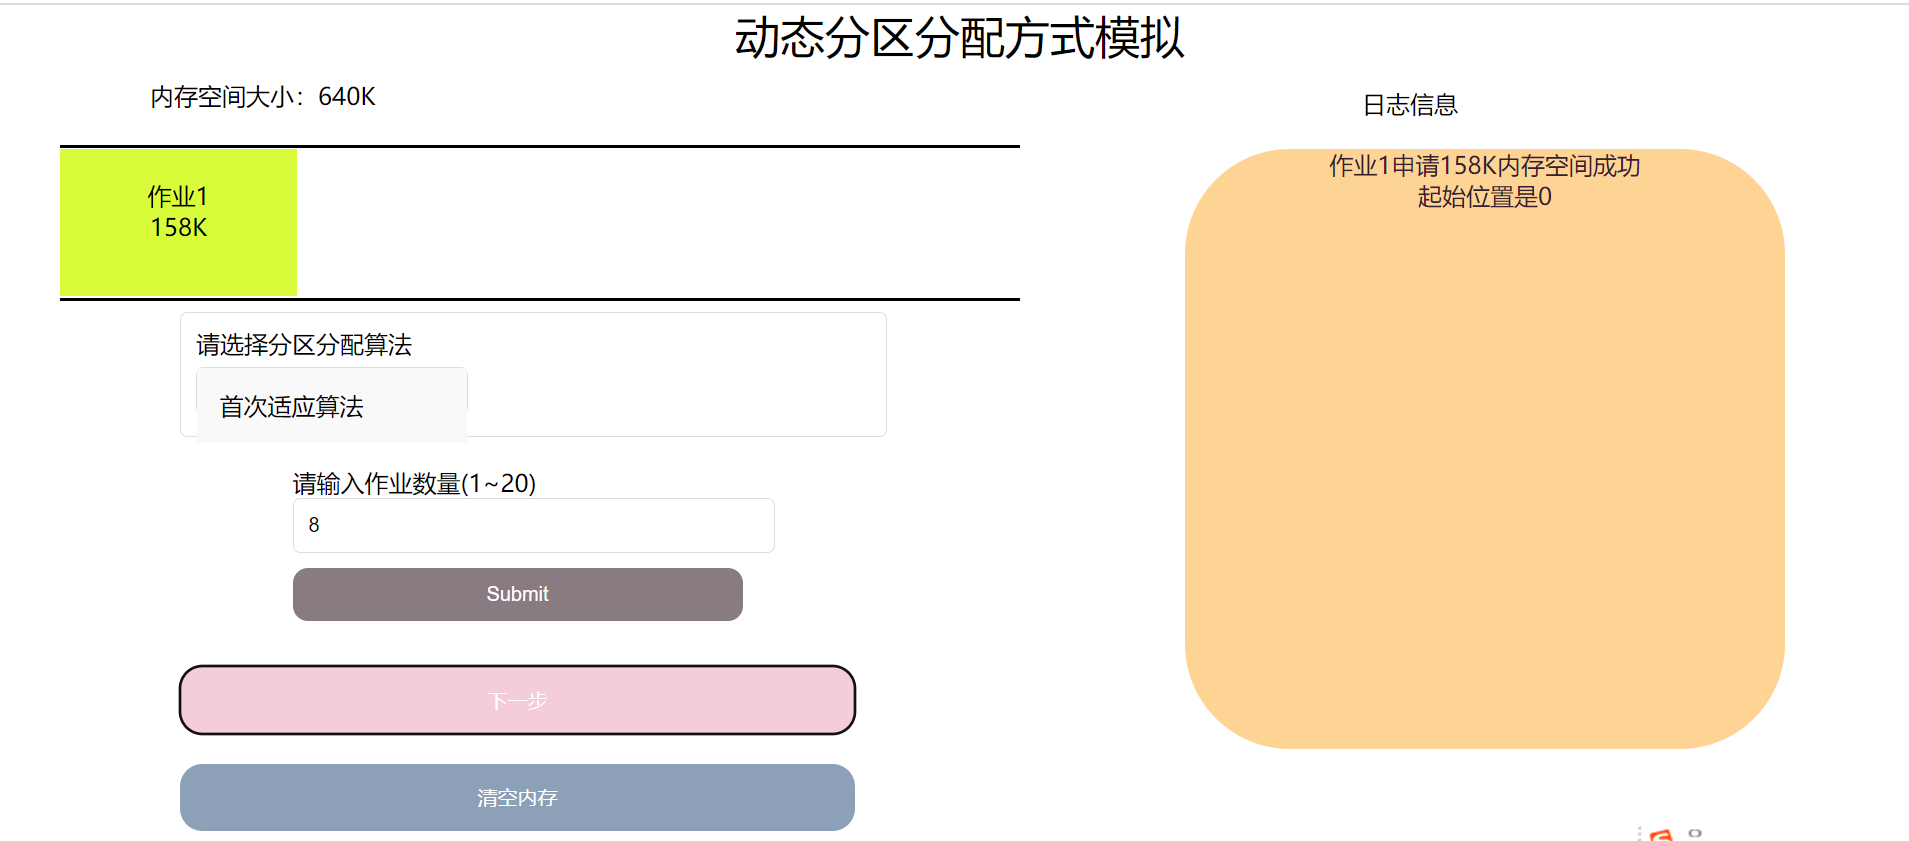 动态分区分配方式模拟
内存空间大小：640K
日志信息
作业1
158K
作业1申请158K内存空间成功
起始位置是0
请选择分区分配算法
首次适应算法
请输入作业数量(1~20)
8
Submit
下一步
清空内存